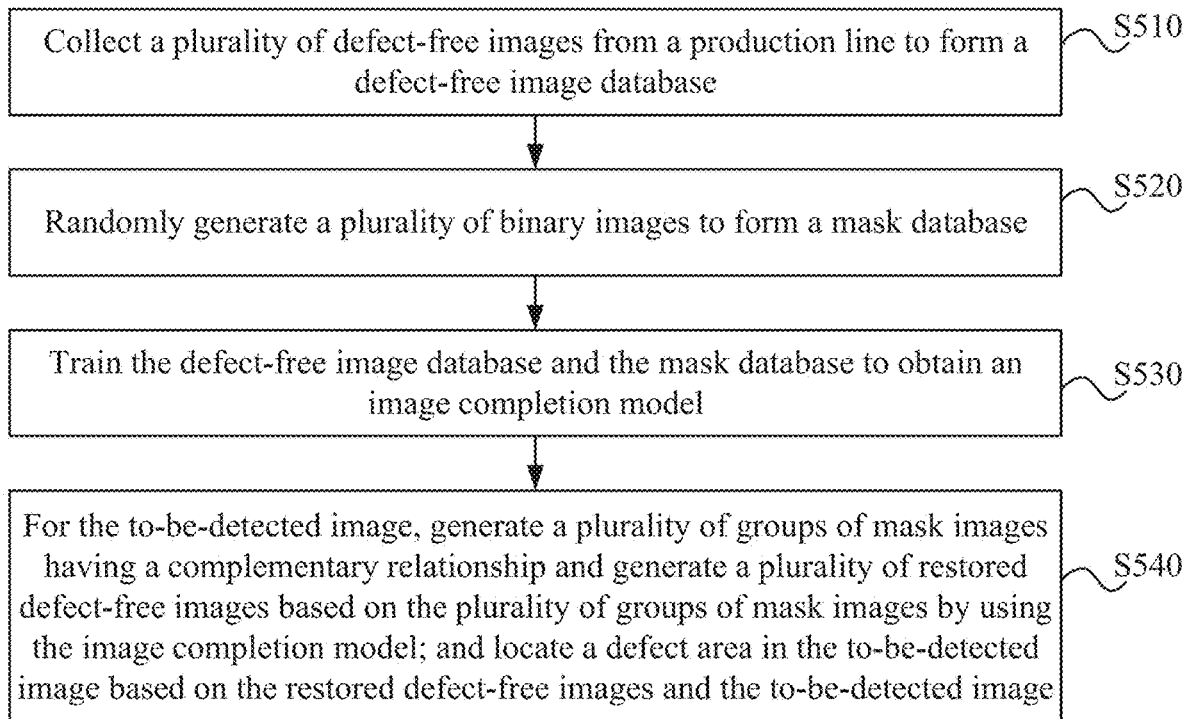 Collect a plurality of defect-free images from a production line to form a
defect-free image database
S510
Randomly generate a plurality of binary images to form a mask database
S520
Train the defect-free image database and the mask database to obtain an
image completion model
S530
For the to-be-detected image, generate a plurality of groups of mask images
having a complementary relationship and generate a plurality of restored
defect-free images based on the plurality of groups of mask images by using
the image completion model; and locate a defect area in the to-be-detected
image based on the restored defect-free images and the to-be-detected image
S540